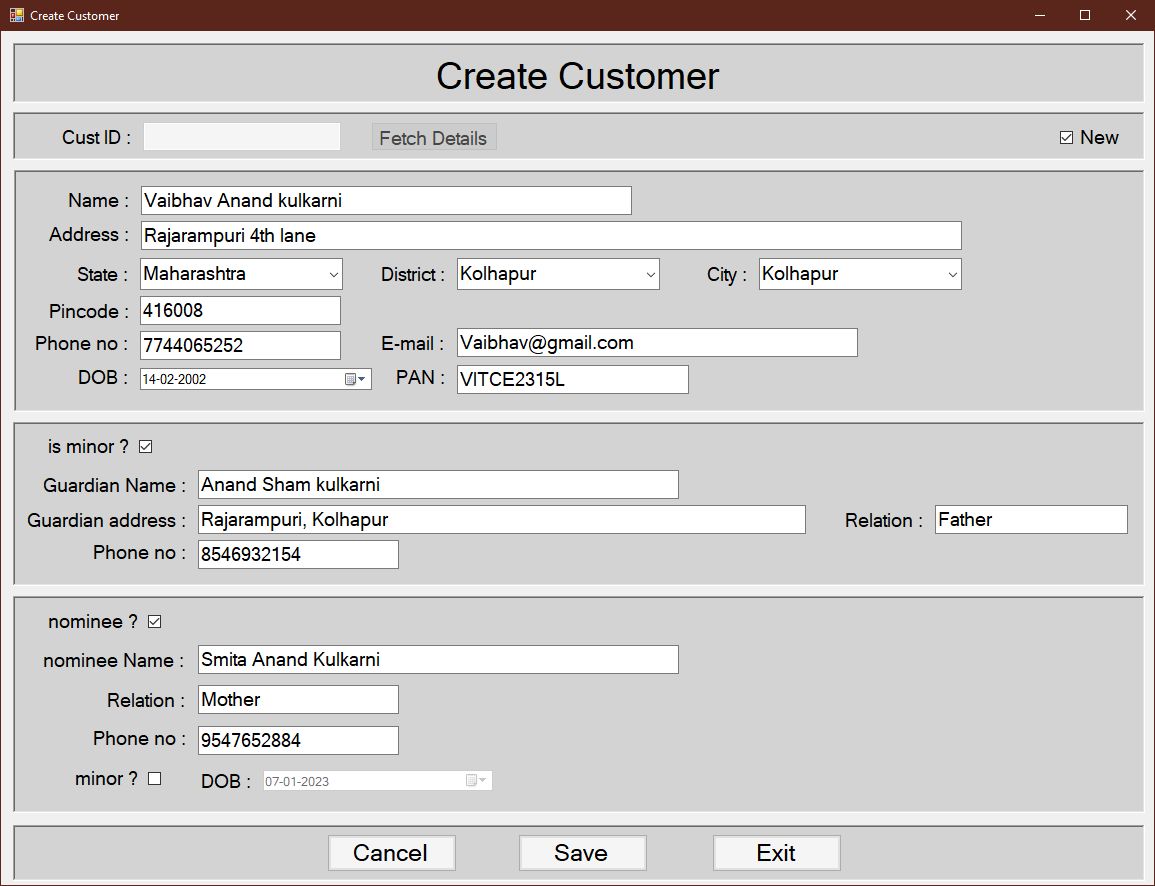 Create Customer
Create Customer
Cust ID : Fetch Details New
Name : Vaibhav Anand kulkarni
Address : Rajarampuri 4th lane
State : Maharashtra District : Kolhapur City : Kolhapur
Pincode : 416008
Phone no : 7744065252 E-mail : Vaibhav@gmail.com
DOB : 14-02-2002 PAN : VITCE2315L
is minor ?
Guardian Name : Anand Sham kulkarni
Guardian address : Rajarampuri, Kolhapur Relation : Father
Phone no : 8546932154
nominee ?
nominee Name : Smita Anand Kulkarni
Relation : Mother
Phone no : 9547652884
minor ? DOB : 07-01-2023
Cancel Save Exit